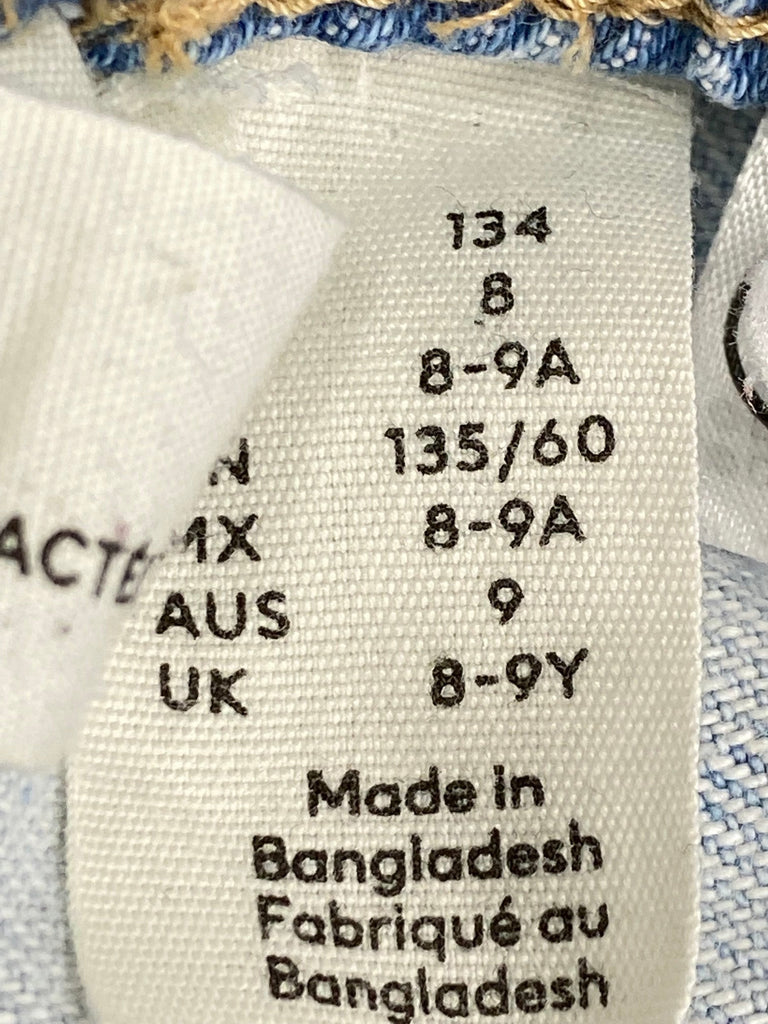 134
8
8-9A
135/60
MX 8-9A
AUS 9
UK 8-9Y
Made in
Bangladesh
Fabriqué au
Bangladesh